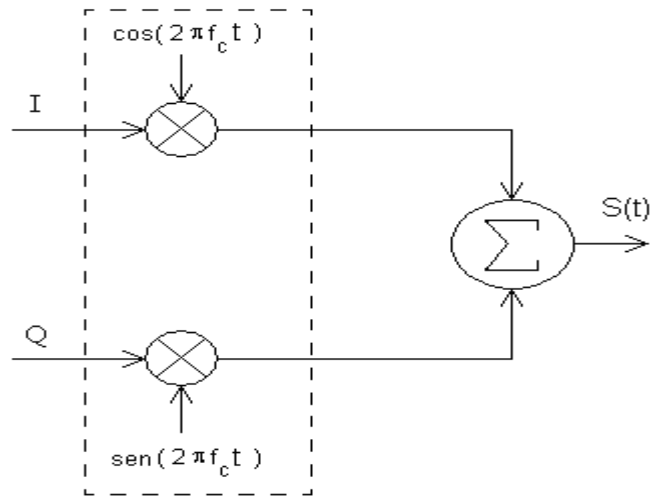 cos(2πf_c t)
I
Σ
S(t)
Q
sen(2πf_c t)